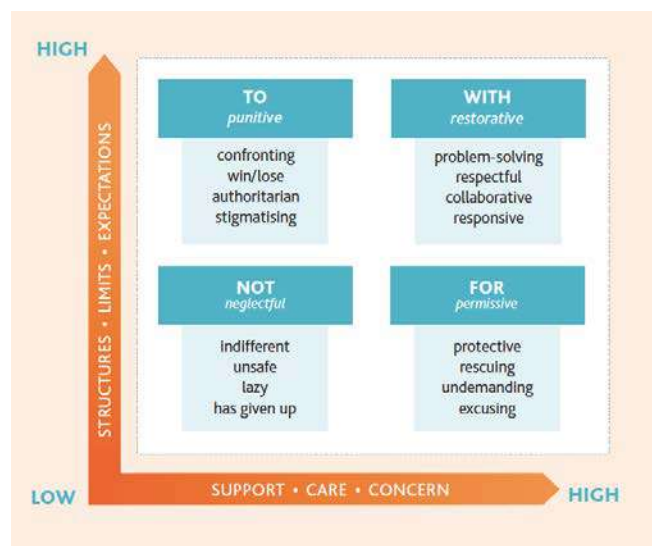 HIGH
STRUCTURES • LIMITS • EXPECTATIONS
TO
punitive
confronting
win/lose
authoritarian
stigmatising
WITH
restorative
problem-solving
respectful
collaborative
responsive
NOT
neglectful
indifferent
unsafe
lazy
has given up
FOR
permissive
protective
rescuing
undemanding
excusing
LOW
SUPPORT • CARE • CONCERN
HIGH